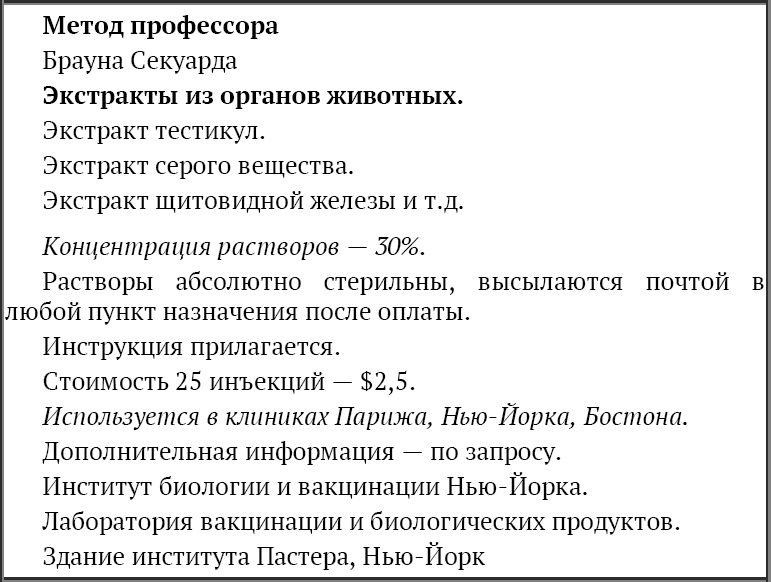 Метод профессора
Брауна Секуарда
Экстракты из органов животных.
Экстракт тестикул.
Экстракт серого вещества.
Экстракт щитовидной железы и т.д.
Концентрация растворов — 30%.
Растворы абсолютно стерильны, высылаются почтой в
любой пункт назначения после оплаты.
Инструкция прилагается.
Стоимость 25 инъекций — $2,5.
Используется в клиниках Парижа, Нью-Йорка, Бостона.
Дополнительная информация — по запросу.
Институт биологии и вакцинации Нью-Йорка.
Лаборатория вакцинации и биологических продуктов.
Здание института Пастера, Нью-Йорк